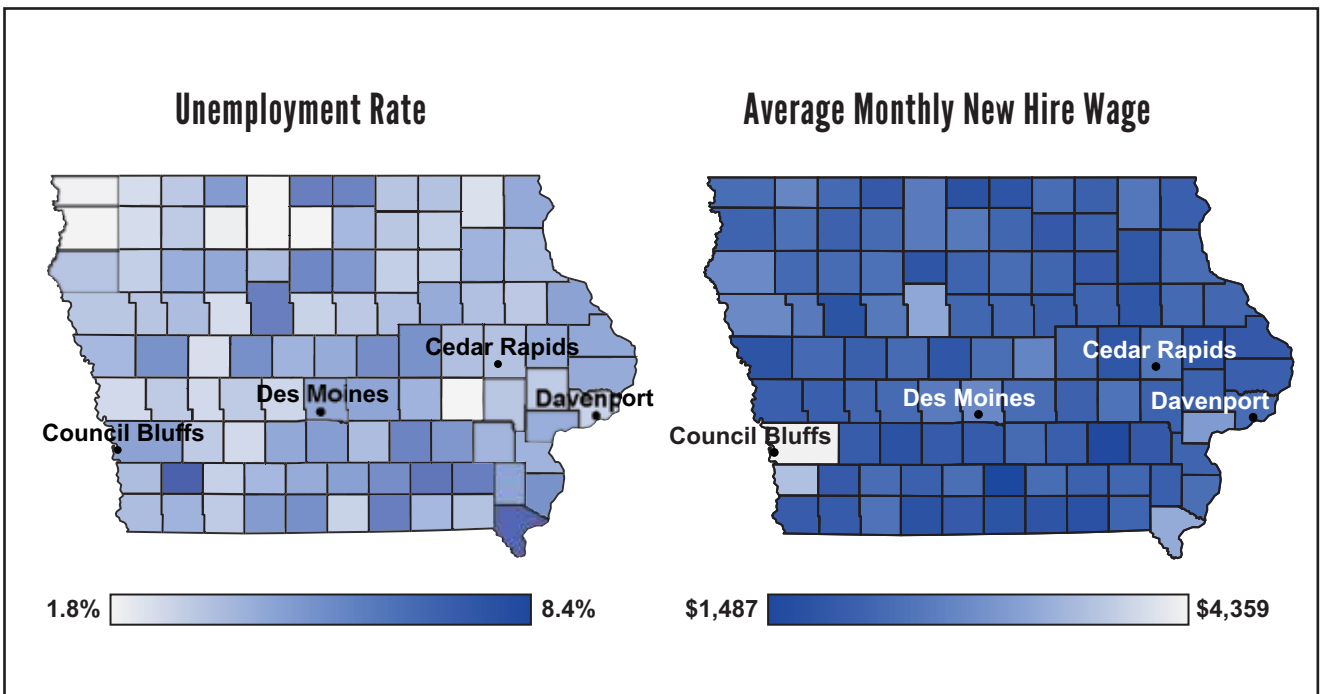 Unemployment Rate
Cedar Rapids
Des Moines
Davenport
Council Bluffs
1.8%
8.4%
Average Monthly New Hire Wage
Cedar Rapids
Des Moines
Davenport
Council Bluffs
$1,487
$4,359